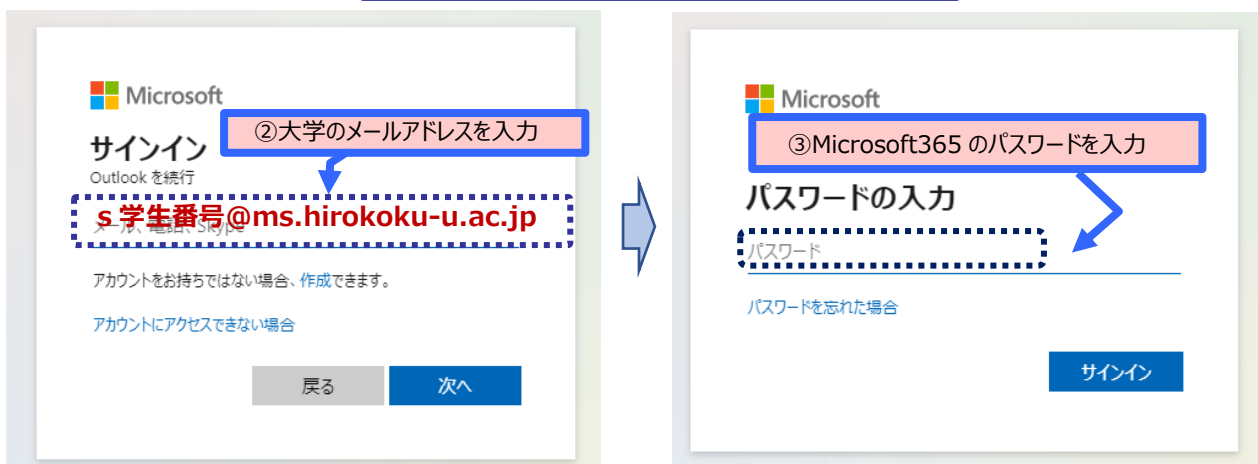 Microsoft
②大学のメールアドレスを入力
サインイン
Outlook を続行
s 学生番号@ms.hirokoku-u.ac.jp
メール、電話、Skype
アカウントをお持ちではない場合、作成できます。
アカウントにアクセスできない場合
戻る
次へ
Microsoft
③Microsoft365 のパスワードを入力
パスワードの入力
パスワード
パスワードを忘れた場合
サインイン